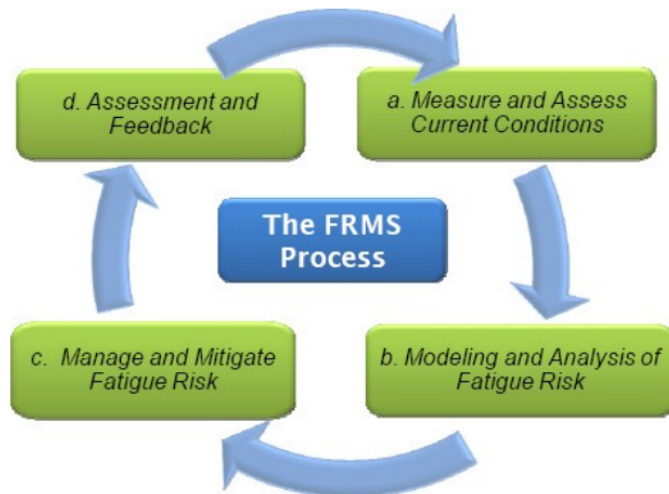 d. Assessment and
Feedback
a. Measure and Assess
Current Conditions
The FRMS
Process
c. Manage and Mitigate
Fatigue Risk
b. Modeling and Analysis of
Fatigue Risk